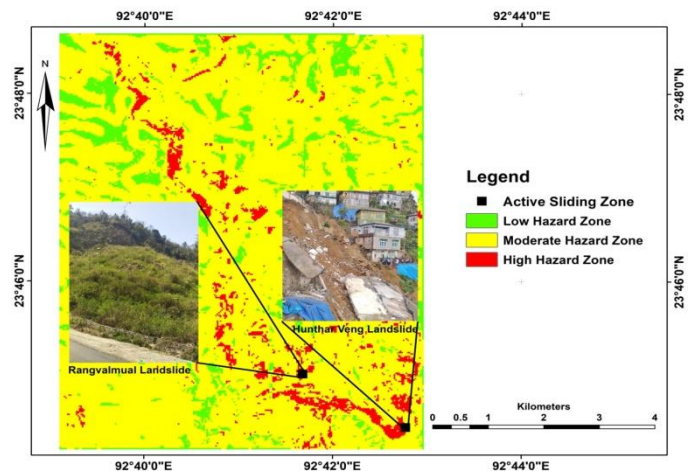 92°40'0"E 92°42'0"E 92°44'0"E
N
23°48'0"N 23°48'0"N
Legend
Active Sliding Zone
Low Hazard Zone
Moderate Hazard Zone
High Hazard Zone
23°46'0"N 23°46'0"N
Hunthar Veng Landslide
Rangvalmual Landslide
Kilometers
0 0.5 1 2 3 4
92°40'0"E 92°42'0"E 92°44'0"E